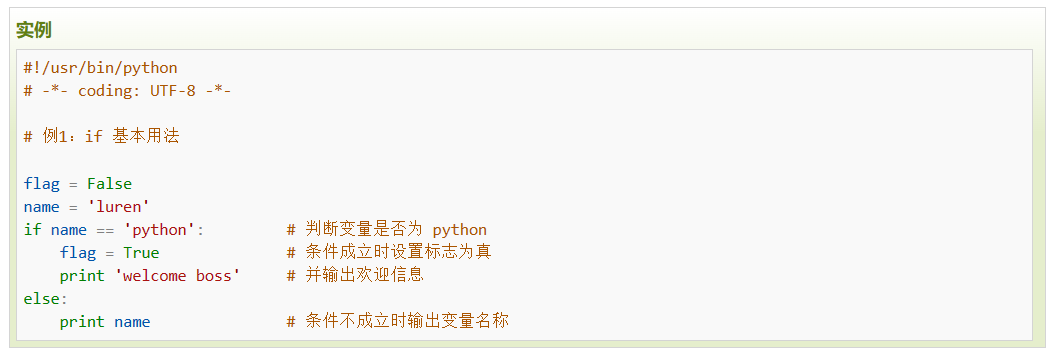 实例
#!/usr/bin/python
# -*- coding: UTF-8 -*-
# 例1：if 基本用法
flag = False
name = 'luren'
if name == 'python':         # 判断变量是否为 python
    flag = True              # 条件成立时设置标志为真
    print 'welcome boss'     # 并输出欢迎信息
else:
    print name               # 条件不成立时输出变量名称